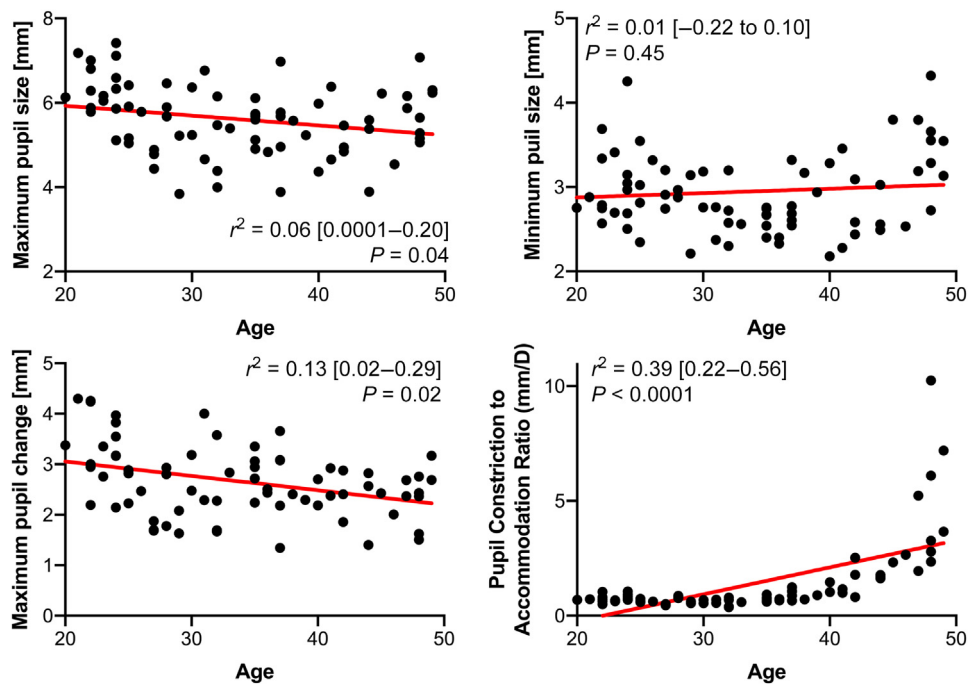 Maximum pupil size [mm]
8
6
4
2
r² = 0.06 [0.0001–0.20]
P = 0.04
20
30
40
50
Age
Minimum puil size [mm]
5
4
3
2
r² = 0.01 [–0.22 to 0.10]
P = 0.45
20
30
40
50
Age
Maximum pupil change [mm]
5
4
3
2
1
0
r² = 0.13 [0.02–0.29]
P = 0.02
20
30
40
50
Age
Pupil Constriction to
Accommodation Ratio (mm/D)
10
5
0
r² = 0.39 [0.22–0.56]
P < 0.0001
20
30
40
50
Age